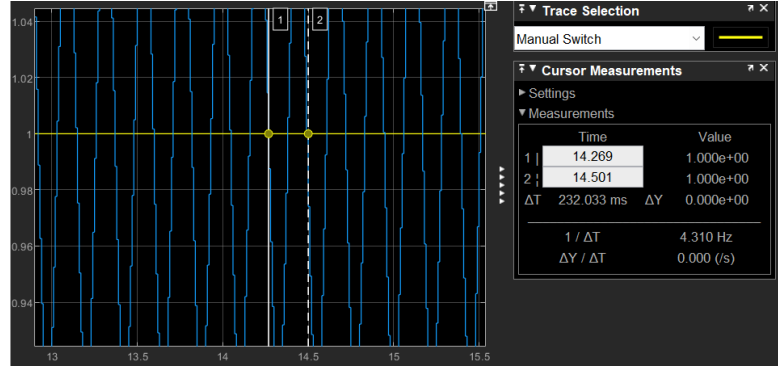 1.04
1.02
1
0.98
0.96
0.94
13
13.5
14
14.5
15
15.5
1
2
Trace Selection
Manual Switch
Cursor Measurements
Settings
Measurements
Time Value
1 | 14.269 1.000e+00
2 ¦ 14.501 1.000e+00
ΔT 232.033 ms ΔY 0.000e+00
1 / ΔT 4.310 Hz
ΔY / ΔT 0.000 (/s)